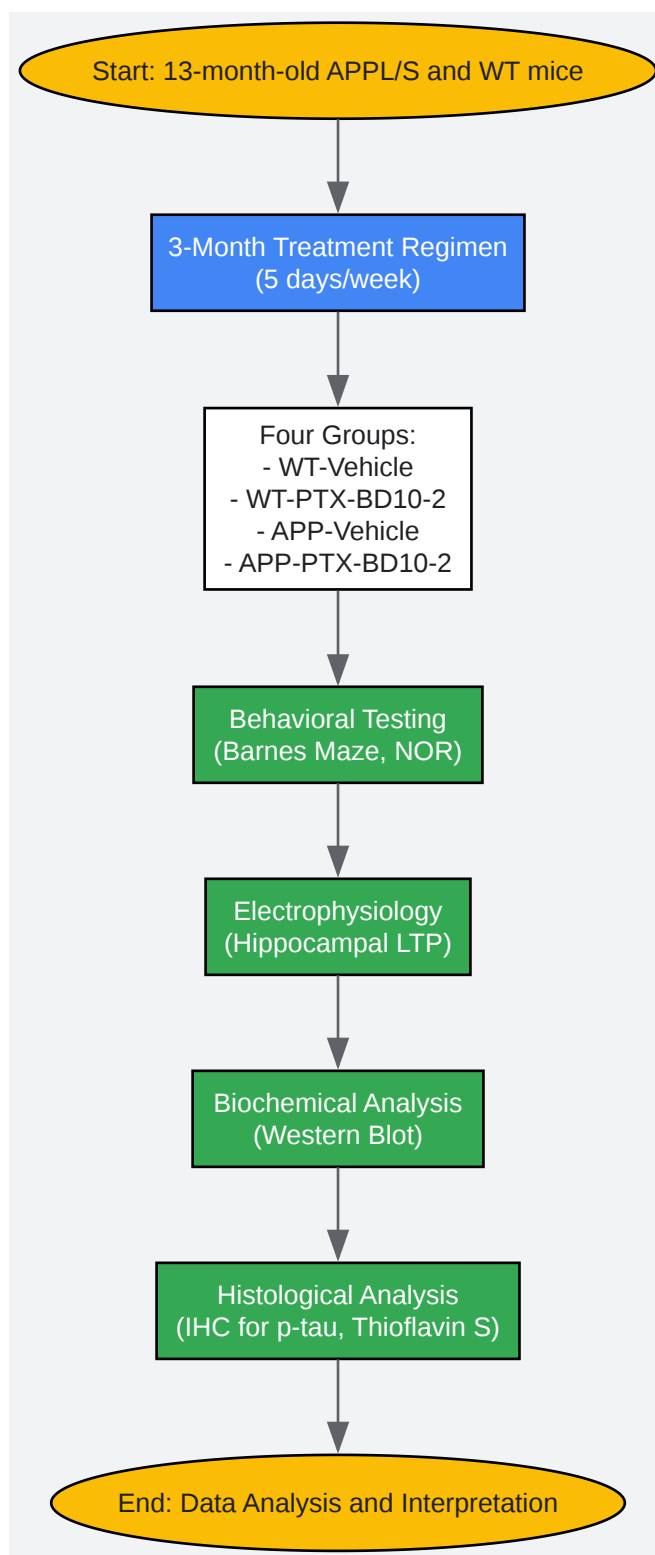 Start: 13-month-old APPL/S and WT mice
3-Month Treatment Regimen
(5 days/week)
Four Groups:
- WT-Vehicle
- WT-PTX-BD10-2
- APP-Vehicle
- APP-PTX-BD10-2
Behavioral Testing
(Barnes Maze, NOR)
Electrophysiology
(Hippocampal LTP)
Biochemical Analysis
(Western Blot)
Histological Analysis
(IHC for p-tau, Thioflavin S)
End: Data Analysis and Interpretation